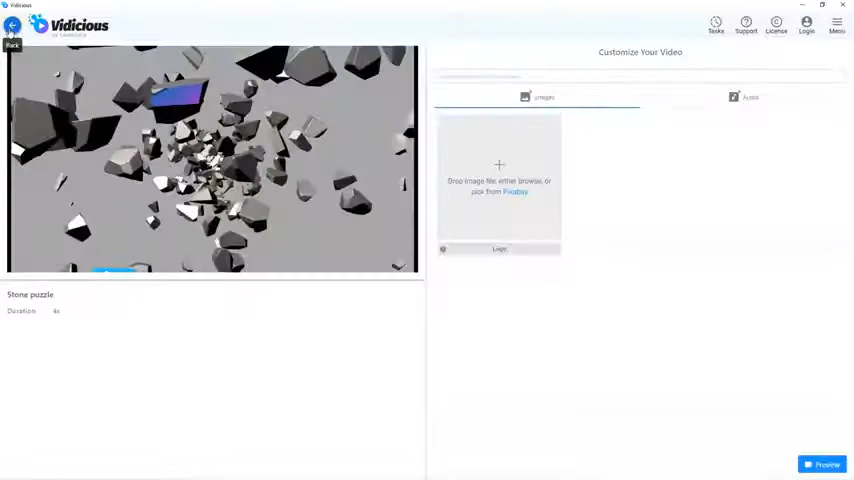 Vidicious
Vidicious
Back
Tasks
Support
License
Login
Menu
Customize Your Video
Images
Audio
Drop image file, either browse, or
pick from Pixabay
Logo
Stone puzzle
Duration 4s
Preview